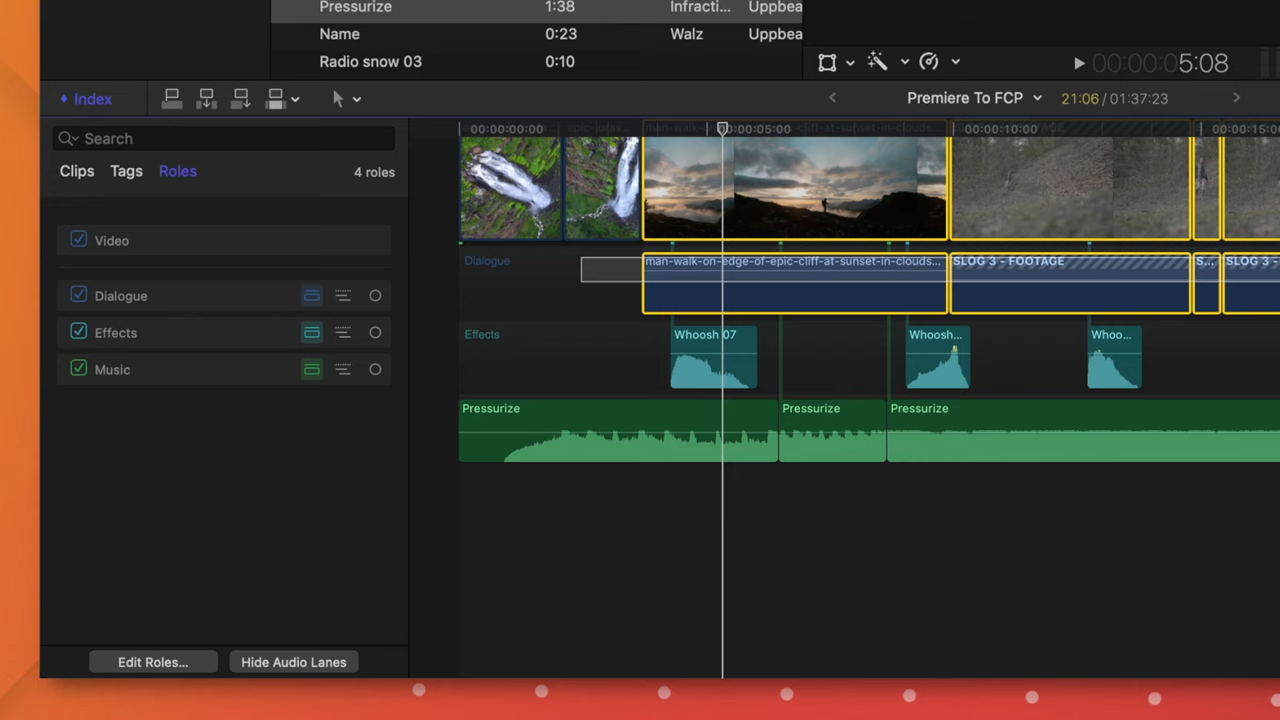 Pressurize 1:38 Infracti... Uppbea
Name 0:23 Walz Uppbea
Radio snow 03 0:10
00:00:05:08
Index
Premiere To FCP 21:06 / 01:37:23
Search
Clips Tags Roles 4 roles
Video
Dialogue
Effects
Music
Edit Roles... Hide Audio Lanes
00:00:00:00 00:00:05:00 00:00:10:00 00:00:15:0
Dialogue man-walk-on-edge-of-epic-cliff-at-sunset-in-clouds... SLOG 3 - FOOTAGE S... SLOG 3 -
Effects Whoosh 07 Whoosh... Whoo...
Pressurize Pressurize Pressurize